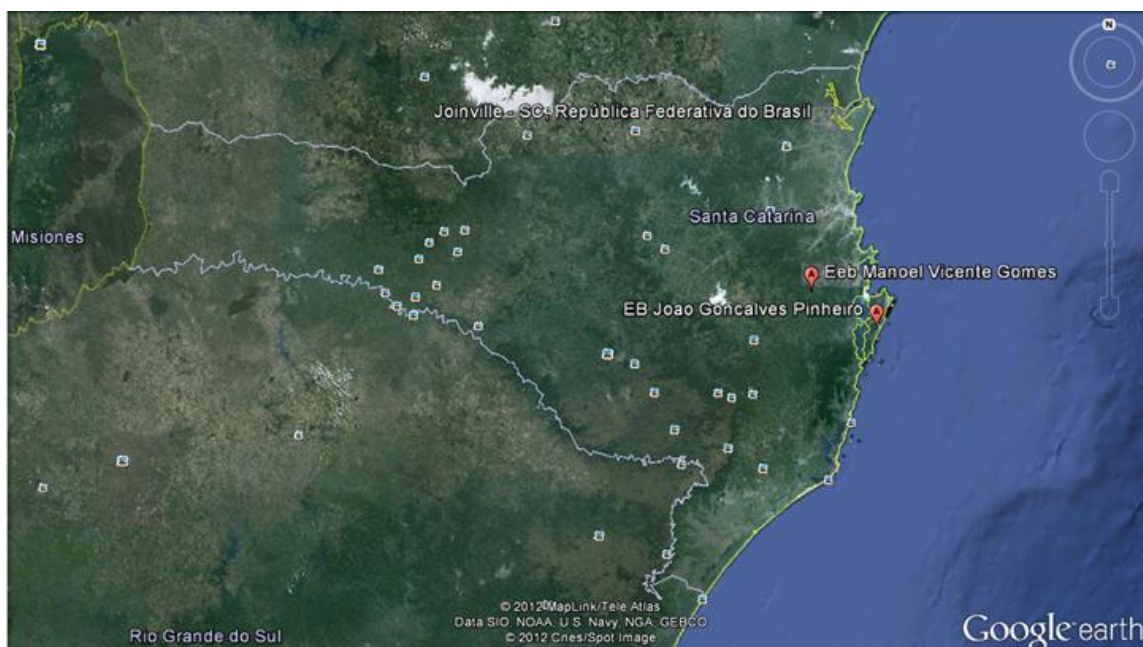 N
Joinville - SC, República Federativa do Brasil
Santa Catarina
Misiones
Eeb Manoel Vicente Gomes
EB Joao Goncalves Pinheiro
© 2012 MapLink/Tele Atlas
Data SIO, NOAA, U.S. Navy, NGA, GEBCO
© 2012 Cnes/Spot Image
Rio Grande do Sul
Google earth